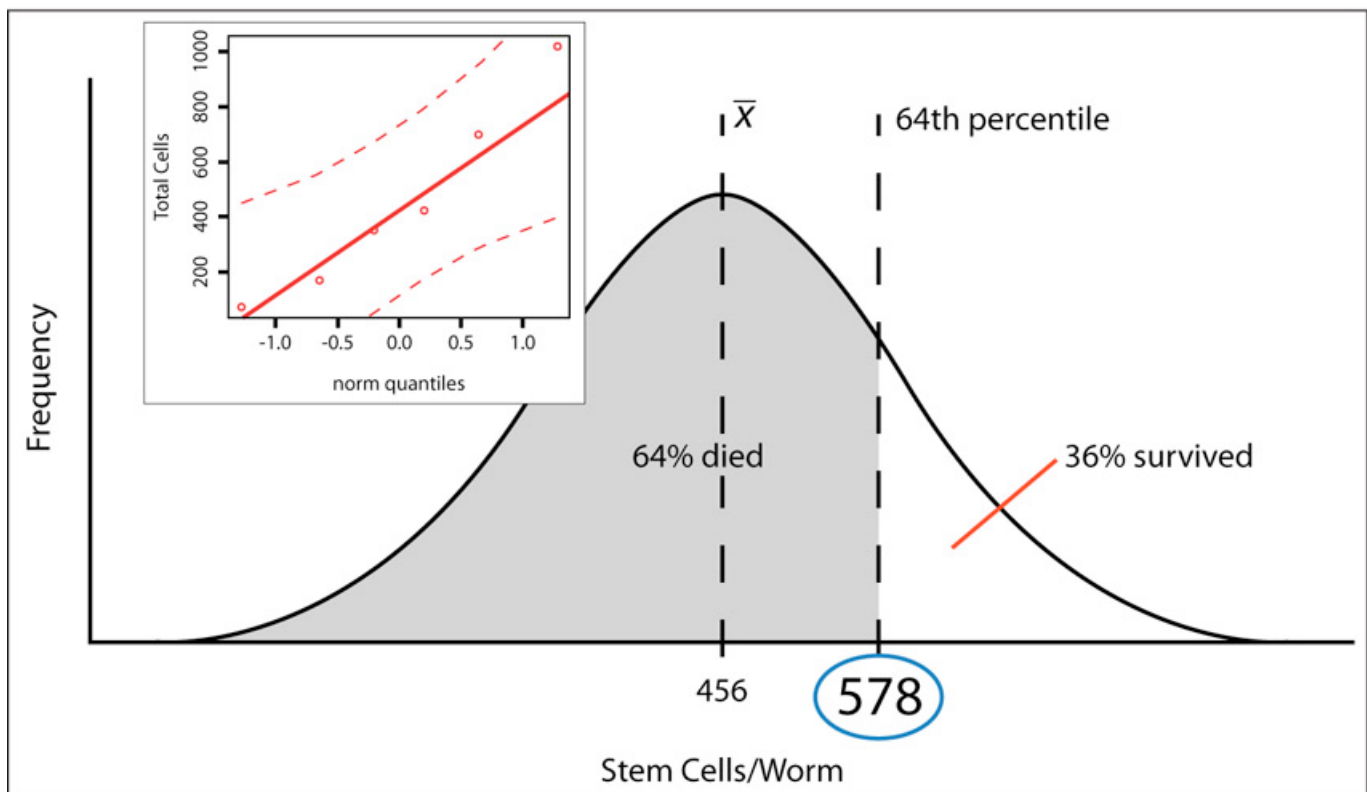 1000
800
600
400
200
Total Cells
-1.0 -0.5 0.0 0.5 1.0
norm quantiles
x̅
64th percentile
Frequency
64% died
36% survived
456
578
Stem Cells/Worm